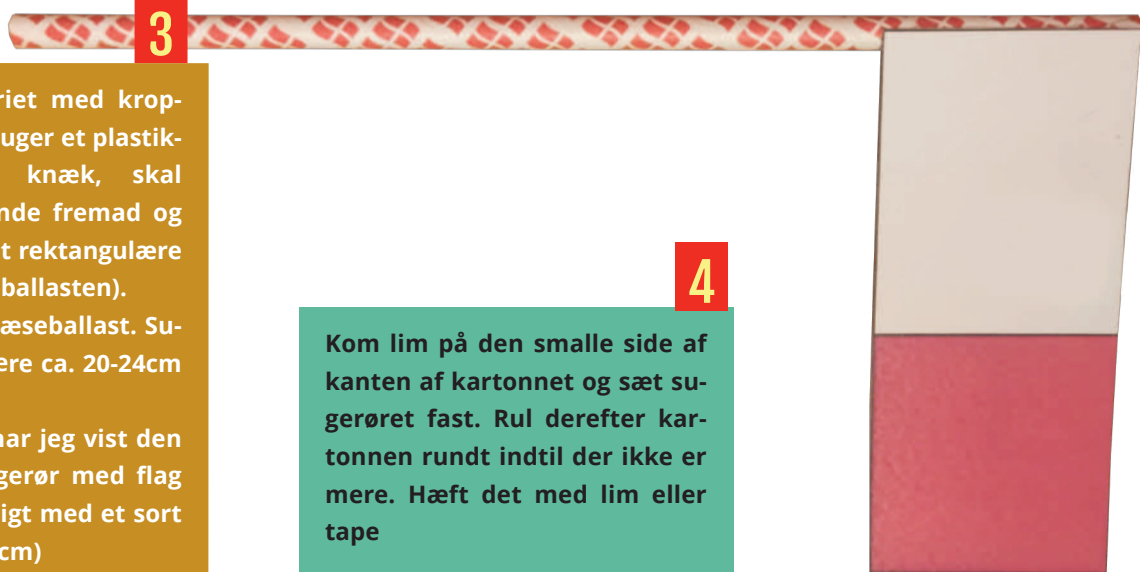 3
riet med krop-
uger et plastik-
knæk, skal
nde fremad og
t rektangulære
ballasten).
æseballast. Su-
ere ca. 20-24cm
har jeg vist den
gerør med flag
igt med et sort
cm)
4
Kom lim på den smalle side af
kanten af kartonnet og sæt su-
gerøret fast. Rul derefter kar-
tonnen rundt indtil der ikke er
mere. Hæft det med lim eller
tape